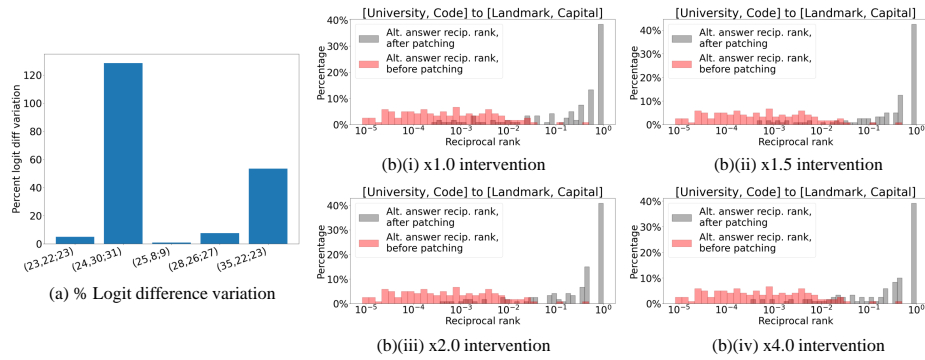 Percent logit diff variation
120
100
80
60
40
20
0
(23,22;23)
(24,30;31)
(25,8;9)
(28,26;27)
(35,22;23)
(a) % Logit difference variation
[University, Code] to [Landmark, Capital]
Percentage
40%
30%
20%
10%
0%
Alt. answer recip. rank,
after patching
Alt. answer recip. rank,
before patching
10⁻⁵ 10⁻⁴ 10⁻³ 10⁻² 10⁻¹ 10⁰
Reciprocal rank
(b)(i) x1.0 intervention
[University, Code] to [Landmark, Capital]
Percentage
40%
30%
20%
10%
0%
Alt. answer recip. rank,
after patching
Alt. answer recip. rank,
before patching
10⁻⁵ 10⁻⁴ 10⁻³ 10⁻² 10⁻¹ 10⁰
Reciprocal rank
(b)(ii) x1.5 intervention
[University, Code] to [Landmark, Capital]
Percentage
40%
30%
20%
10%
0%
Alt. answer recip. rank,
after patching
Alt. answer recip. rank,
before patching
10⁻⁵ 10⁻⁴ 10⁻³ 10⁻² 10⁻¹ 10⁰
Reciprocal rank
(b)(iii) x2.0 intervention
[University, Code] to [Landmark, Capital]
Percentage
40%
30%
20%
10%
0%
Alt. answer recip. rank,
after patching
Alt. answer recip. rank,
before patching
10⁻⁵ 10⁻⁴ 10⁻³ 10⁻² 10⁻¹ 10⁰
Reciprocal rank
(b)(iv) x4.0 intervention